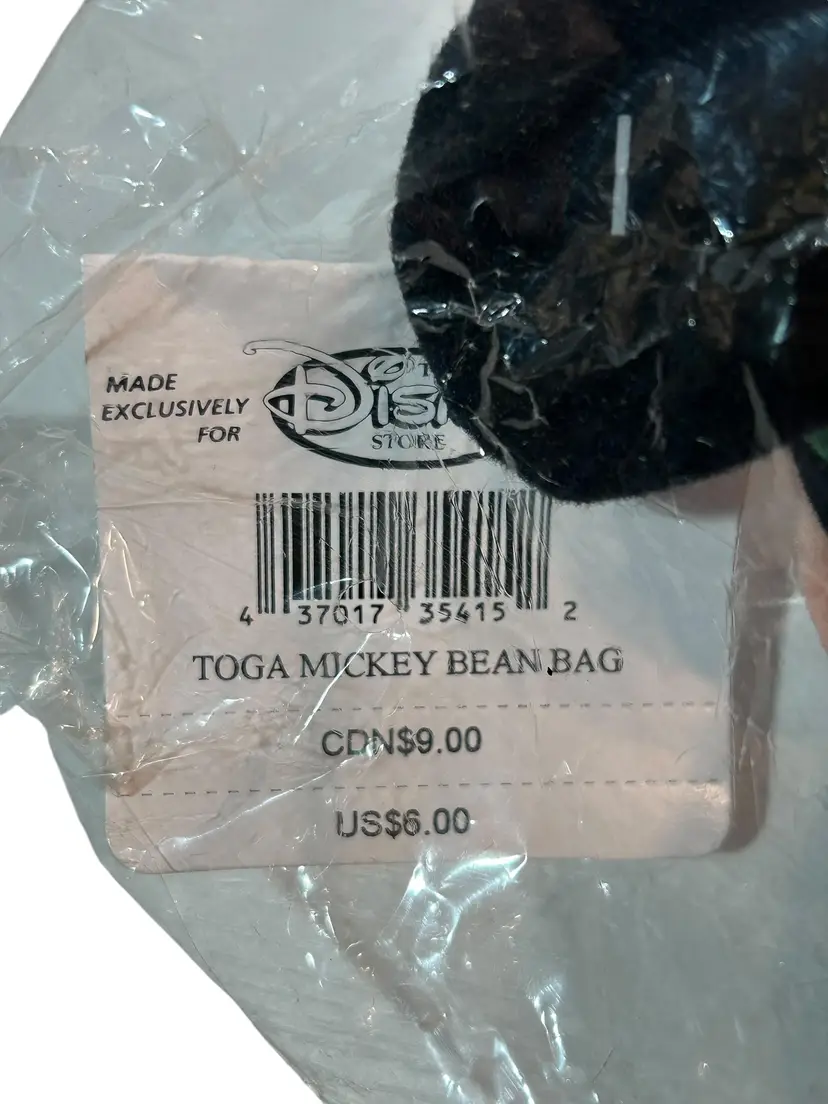 MADE
EXCLUSIVELY
FOR
STORE
4 37017 35415 2
TOGA MICKEY BEAN BAG
CDN$9.00
US$6.00